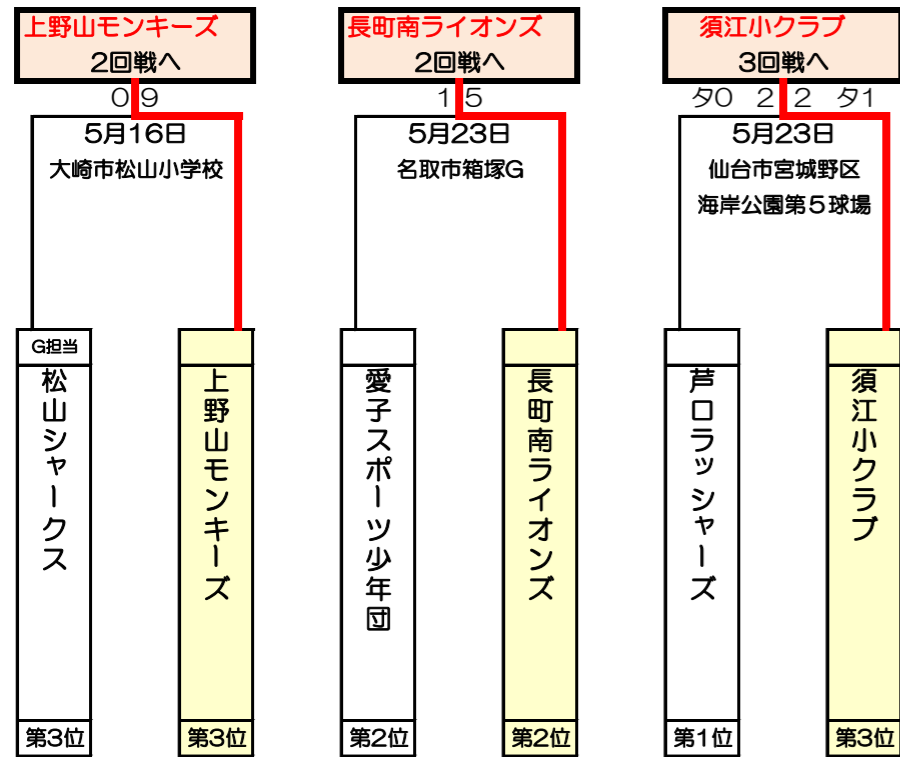 上野山モンキーズ
2回戦へ
0 9
5月16日
大崎市松山小学校
G担当
松山シャークス
第3位
上野山モンキーズ
第3位
長町南ライオンズ
2回戦へ
1 5
5月23日
名取市箱塚G
愛子スポーツ少年団
第2位
長町南ライオンズ
第2位
須江小クラブ
3回戦へ
タ0 2 2 タ1
5月23日
仙台市宮城野区
海岸公園第5球場
芦口ラッシャーズ
第1位
須江小クラブ
第3位